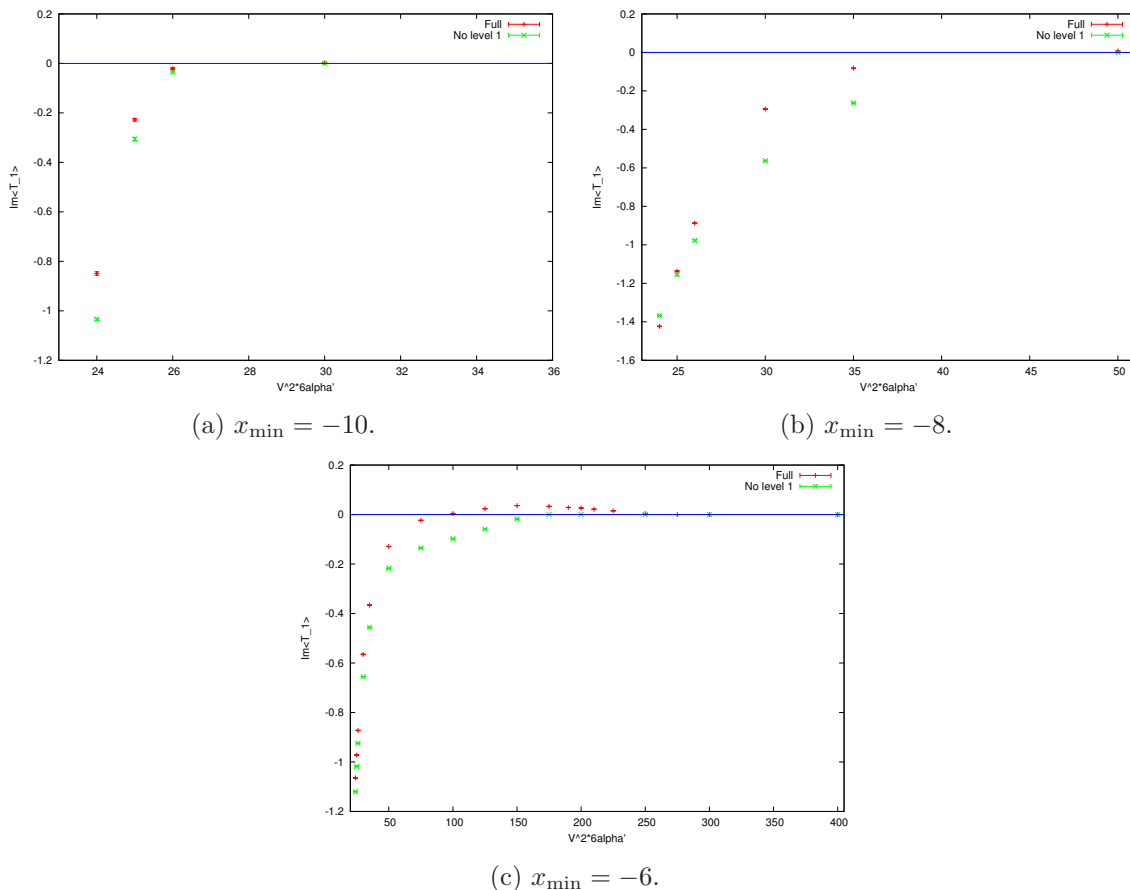 0.2
0
-0.2
-0.4
-0.6
-0.8
-1
-1.2
Im<T_1>
Full
No level 1
24 26 28 30 32 34 36
V^2*6alpha'
(a) x_min = −10.
0.2
0
-0.2
-0.4
-0.6
-0.8
-1
-1.2
-1.4
-1.6
Im<T_1>
Full
No level 1
25 30 35 40 45 50
V^2*6alpha'
(b) x_min = −8.
0.2
0
-0.2
-0.4
-0.6
-0.8
-1
-1.2
Im<T_1>
Full
No level 1
50 100 150 200 250 300 350 400
V^2*6alpha'
(c) x_min = −6.